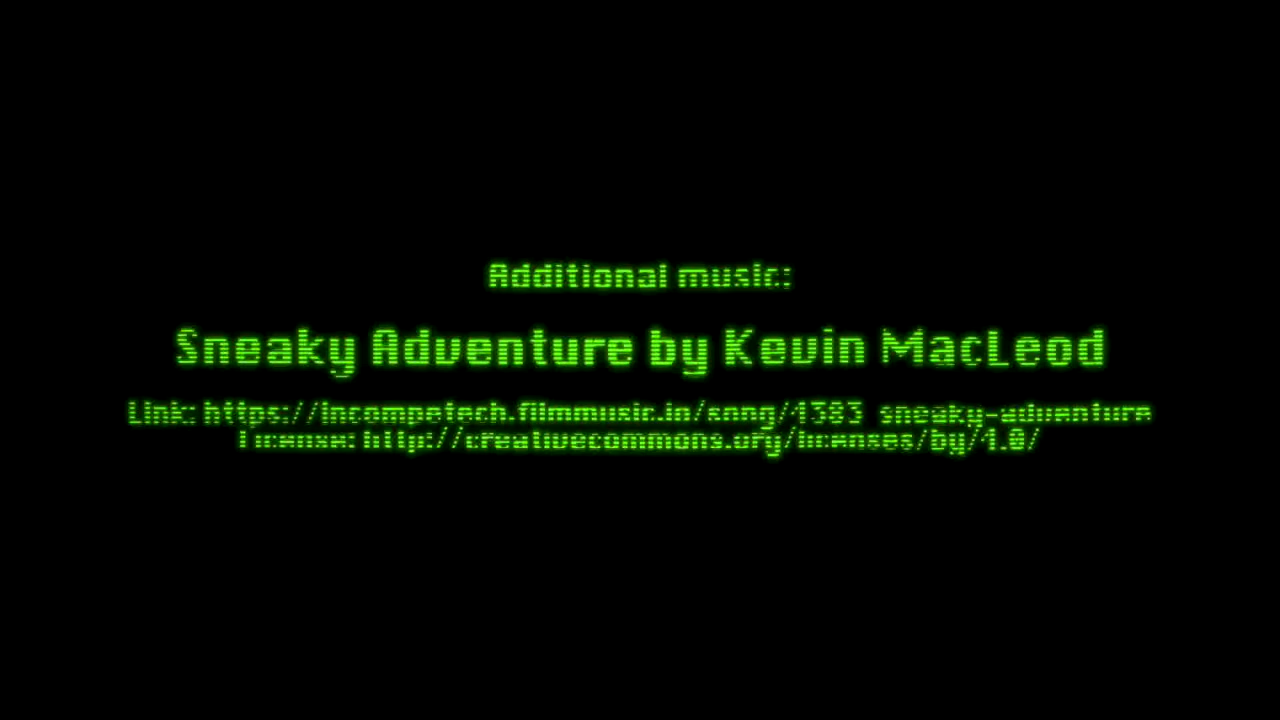 Additional music:
Sneaky Adventure by Kevin MacLeod
Link: https://incompetech.filmmusic.io/song/4383-sneaky-adventure
License: http://creativecommons.org/licenses/by/4.0/